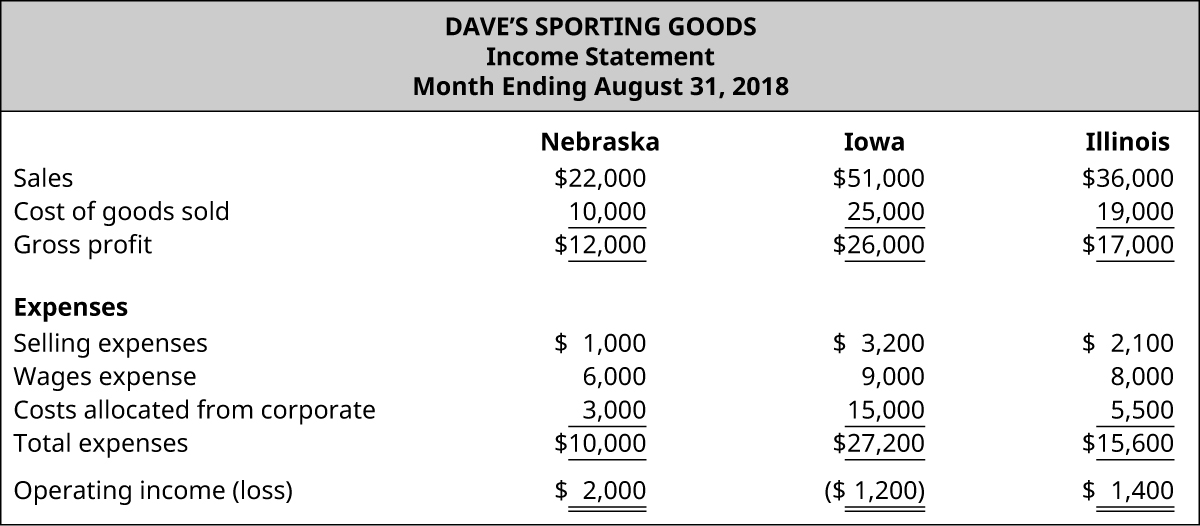 DAVE’S SPORTING GOODS
Income Statement
Month Ending August 31, 2018
Nebraska Iowa Illinois
Sales $22,000 $51,000 $36,000
Cost of goods sold 10,000 25,000 19,000
Gross profit $12,000 $26,000 $17,000
Expenses
Selling expenses $ 1,000 $ 3,200 $ 2,100
Wages expense 6,000 9,000 8,000
Costs allocated from corporate 3,000 15,000 5,500
Total expenses $10,000 $27,200 $15,600
Operating income (loss) $ 2,000 ($ 1,200) $ 1,400